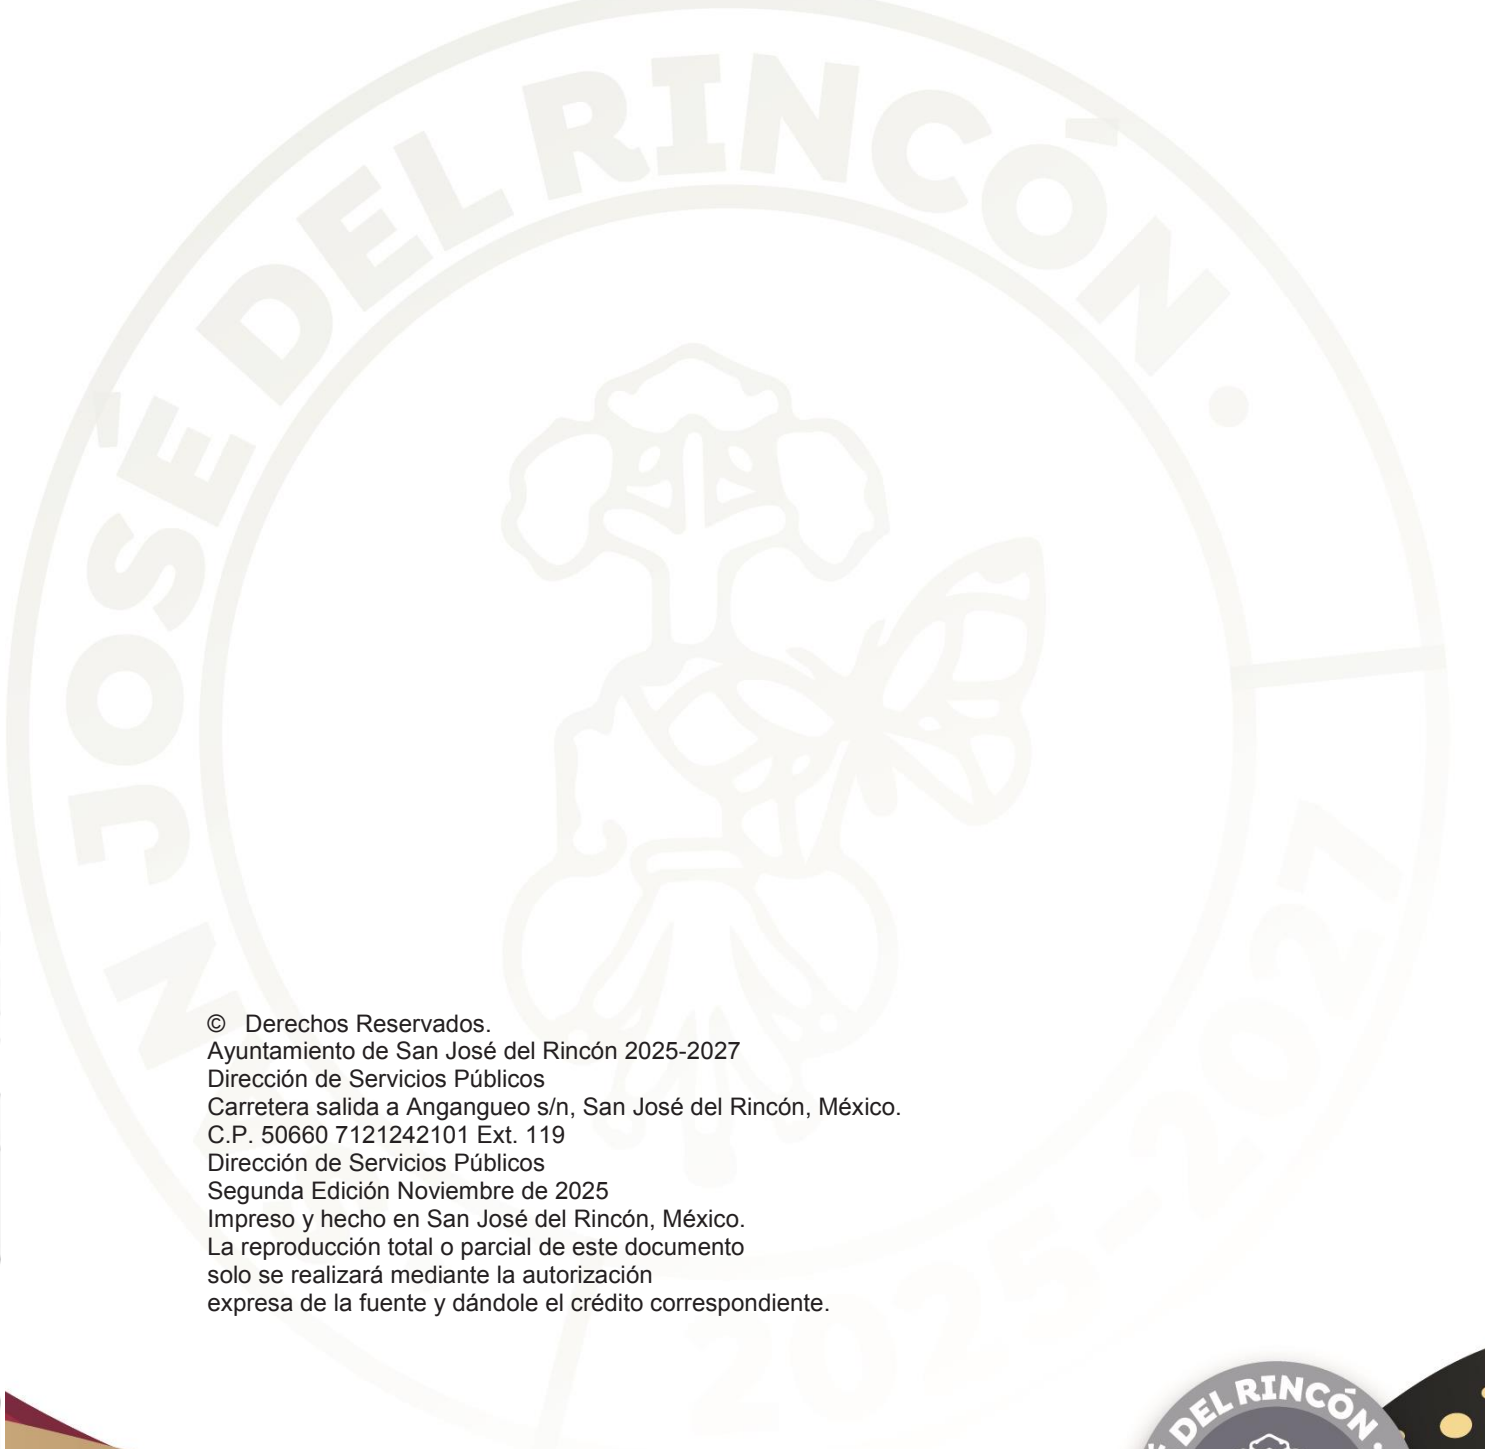 N JOSÉ DEL RINCÓN •
2025-2027
© Derechos Reservados.
Ayuntamiento de San José del Rincón 2025-2027
Dirección de Servicios Públicos
Carretera salida a Angangueo s/n, San José del Rincón, México.
C.P. 50660 7121242101 Ext. 119
Dirección de Servicios Públicos
Segunda Edición Noviembre de 2025
Impreso y hecho en San José del Rincón, México.
La reproducción total o parcial de este documento
solo se realizará mediante la autorización
expresa de la fuente y dándole el crédito correspondiente.
DEL RINCÓN •